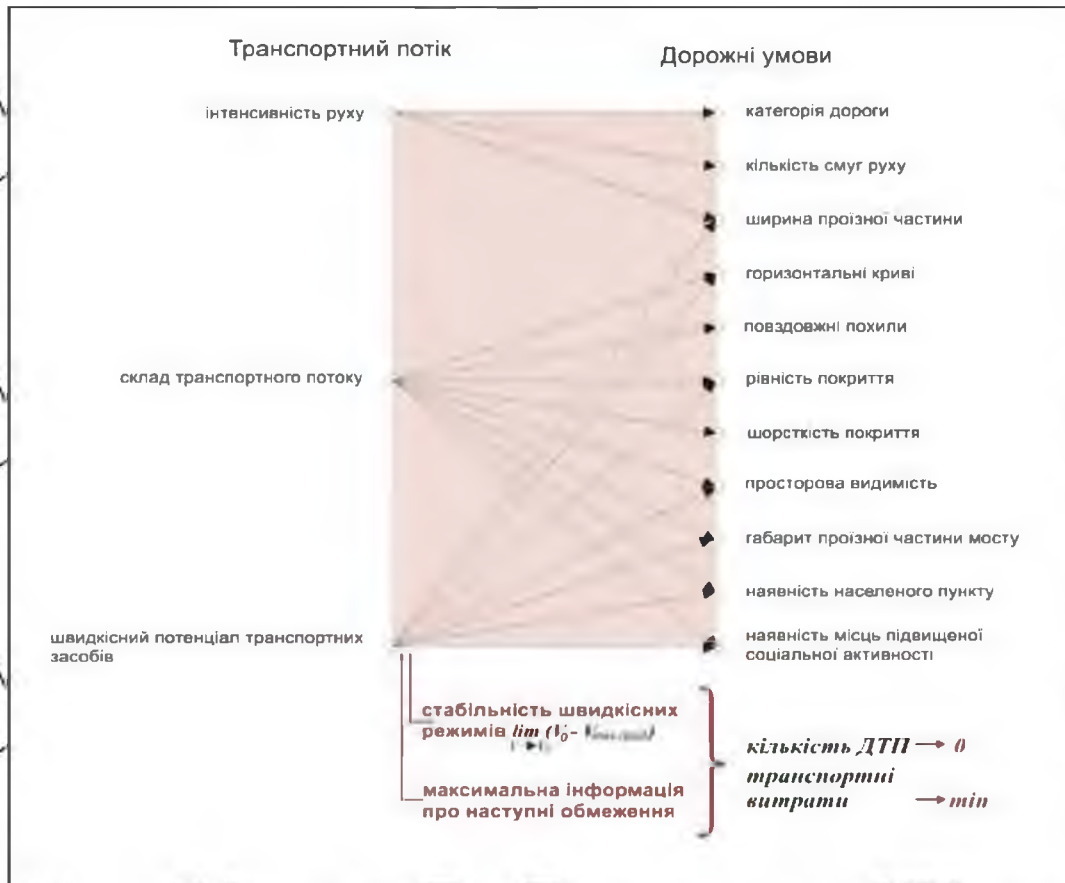 Транспортний потік
Дорожні умови
інтенсивність руху
категорія дороги
кількість смуг руху
ширина проїзної частини
горизонтальні криві
повздовжні похили
склад транспортного потоку
рівність покриття
шорсткість покриття
просторова видимість
габарит проїзної частини мосту
наявність населеного пункту
швидкісний потенціал транспортних
засобів
наявність місць підвищеної
соціальної активності
стабільність швидкісних
режимів lim (V₀ -
максимальна інформація
про наступні обмеження
кількість ДТП → 0
транспортні
витрати → min